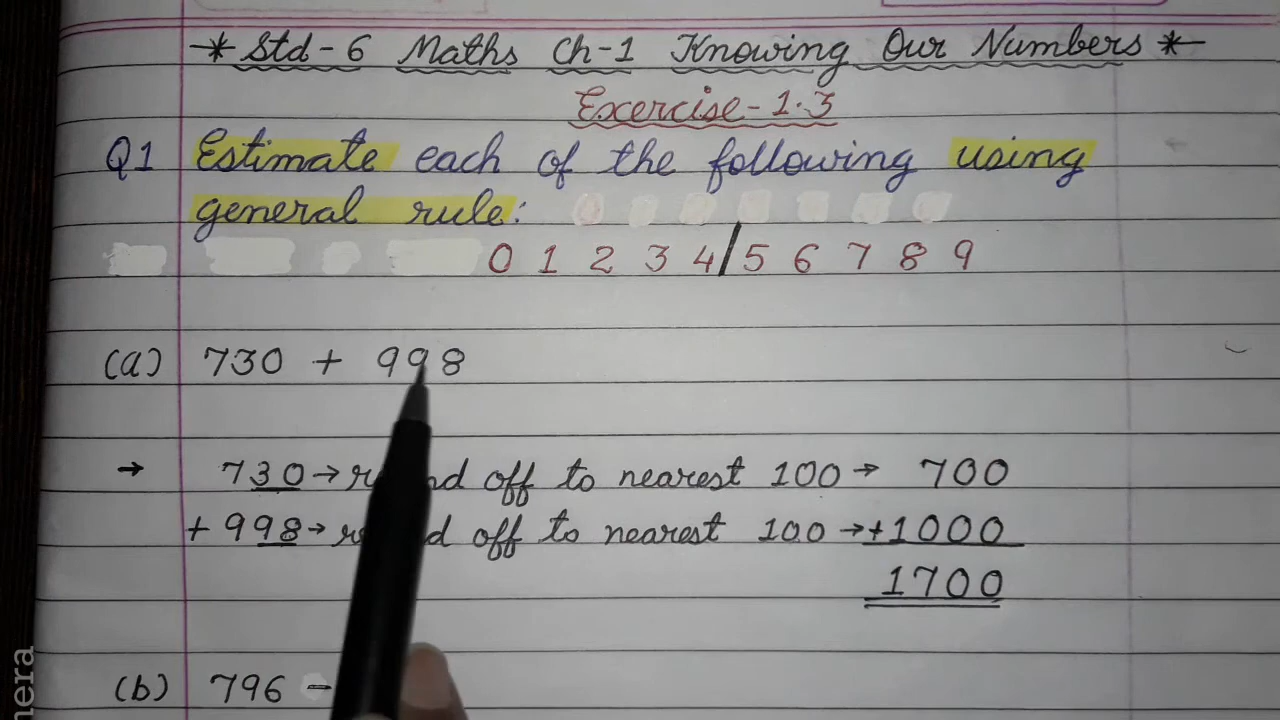 * Std-6 Maths Ch-1 Knowing Our Numbers *
Exercise-1.3
Q1 Estimate each of the following using
general rule:
0 1 2 3 4/5 6 7 8 9
(a) 730 + 998
→ 730→ round off to nearest 100→ 700
+ 998→ round off to nearest 100→+1000
1700
(b) 796 -